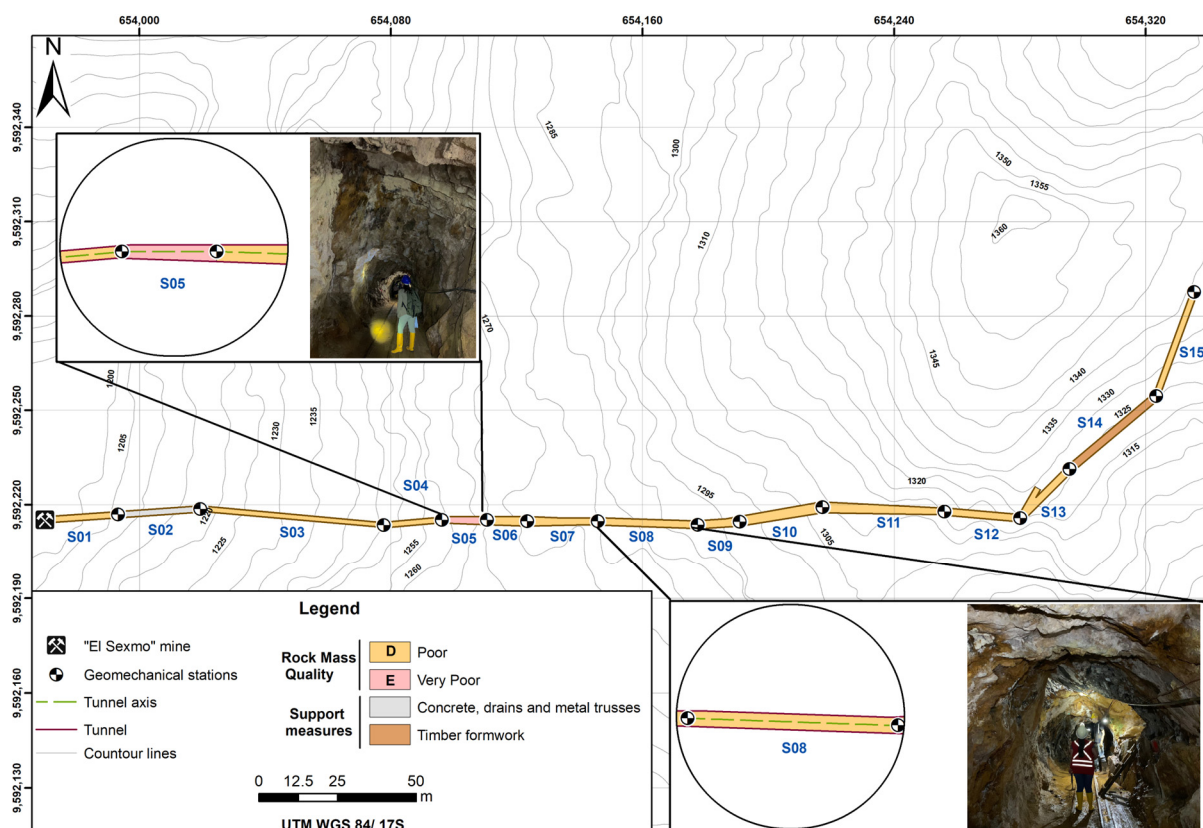 654,000
654,080
654,160
654,240
654,320
N
9,592,340
9,592,310
9,592,280
9,592,250
9,592,220
9,592,190
9,592,160
9,592,130
1285
1300
1350
1355
1360
1310
1270
1345
S05
1200
1205
1230
1235
1340
1330
1325
1335
1315
S15
S14
S04
1295
1320
S13
S01
S02
1220
1225
S03
1255
1260
S05
S06
S07
S08
S09
S10
1305
S11
S12
Legend
"El Sexmo" mine
Geomechanical stations
Tunnel axis
Tunnel
Countour lines
Rock Mass
Quality
D Poor
E Very Poor
Support
measures
Concrete, drains and metal trusses
Timber formwork
0 12.5 25 50
m
UTM WGS 84/ 17S
S08